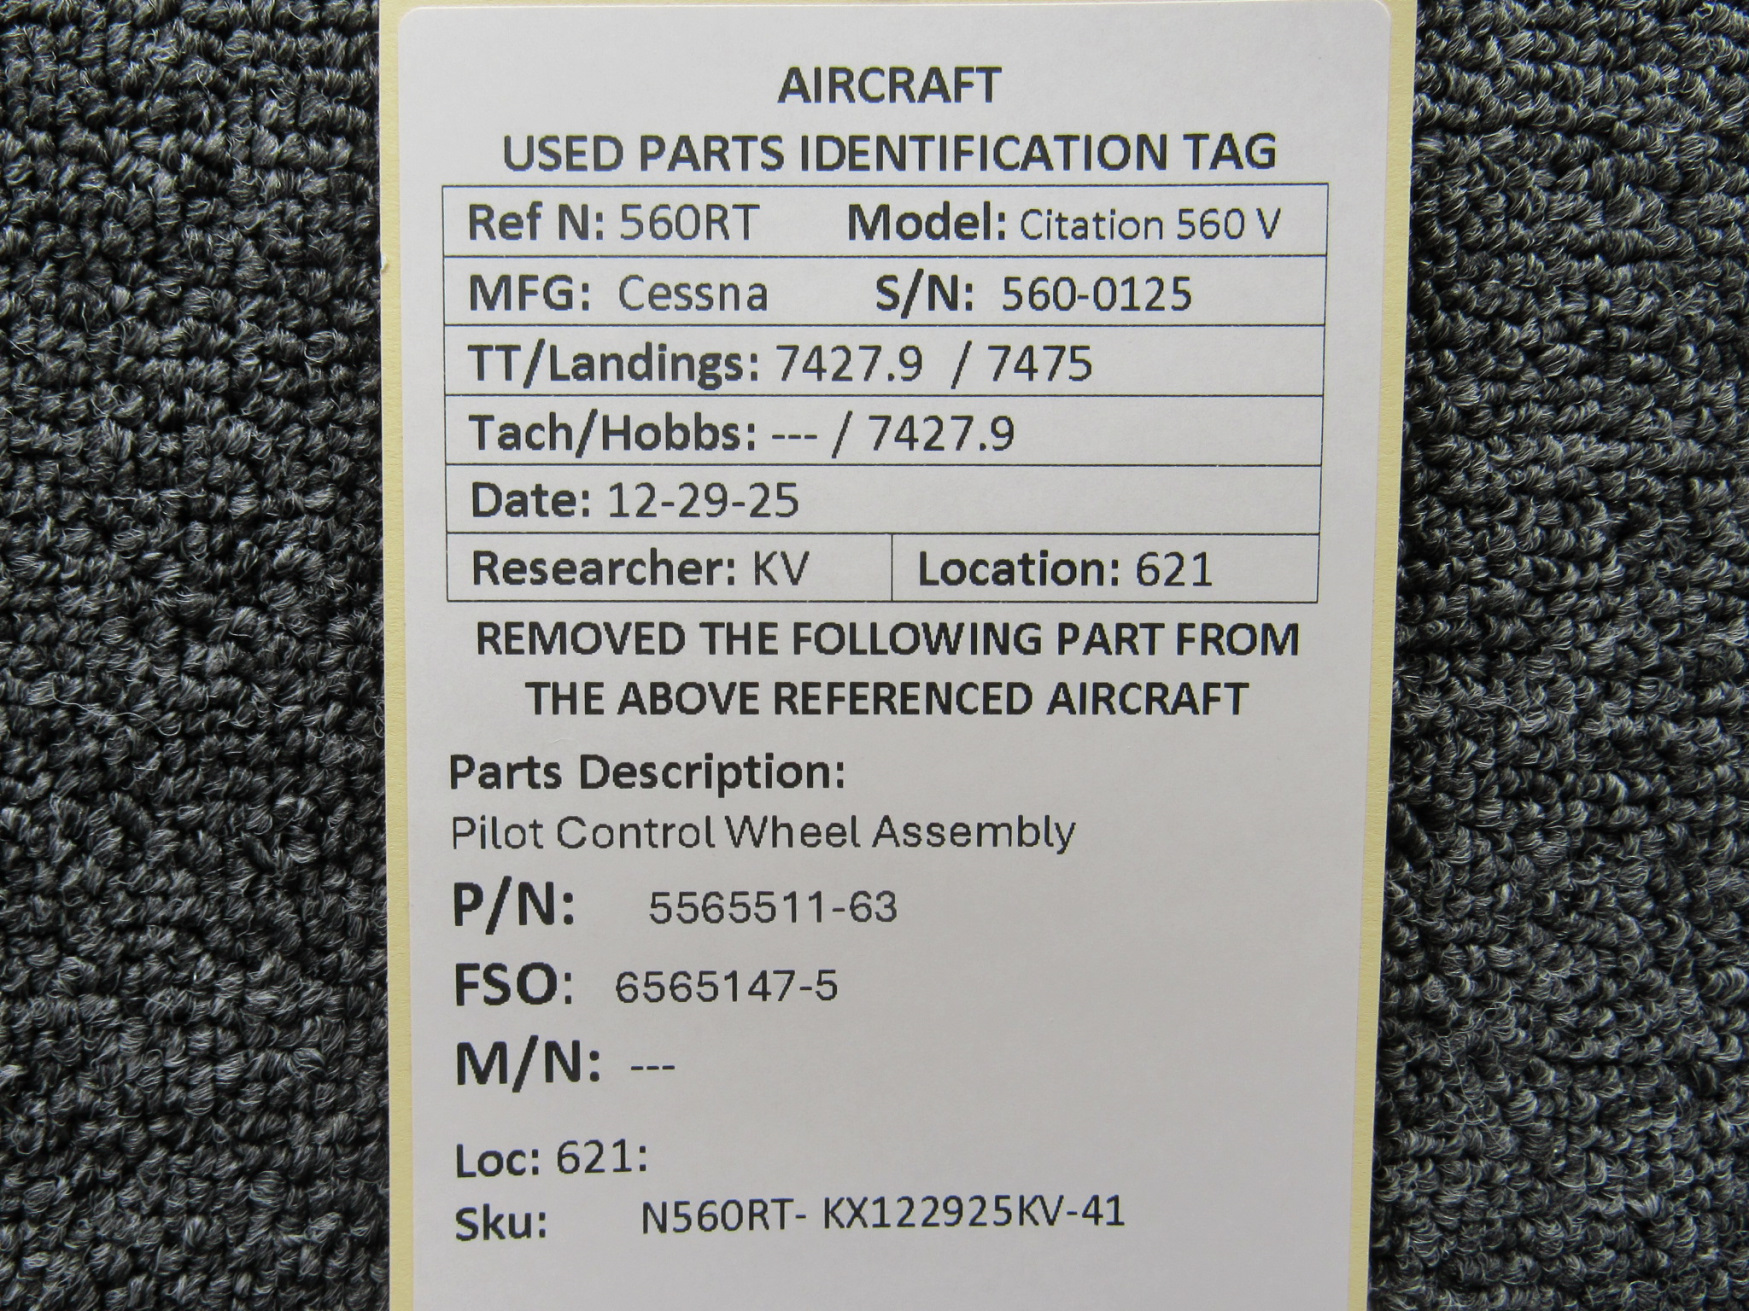 AIRCRAFT
USED PARTS IDENTIFICATION TAG
Ref N: 560RT Model: Citation 560 V
MFG: Cessna S/N: 560-0125
TT/Landings: 7427.9 / 7475
Tach/Hobbs: --- / 7427.9
Date: 12-29-25
Researcher: KV Location: 621
REMOVED THE FOLLOWING PART FROM
THE ABOVE REFERENCED AIRCRAFT
Parts Description:
Pilot Control Wheel Assembly
P/N: 5565511-63
FSO: 6565147-5
M/N: ---
Loc: 621:
Sku: N560RT- KX122925KV-41